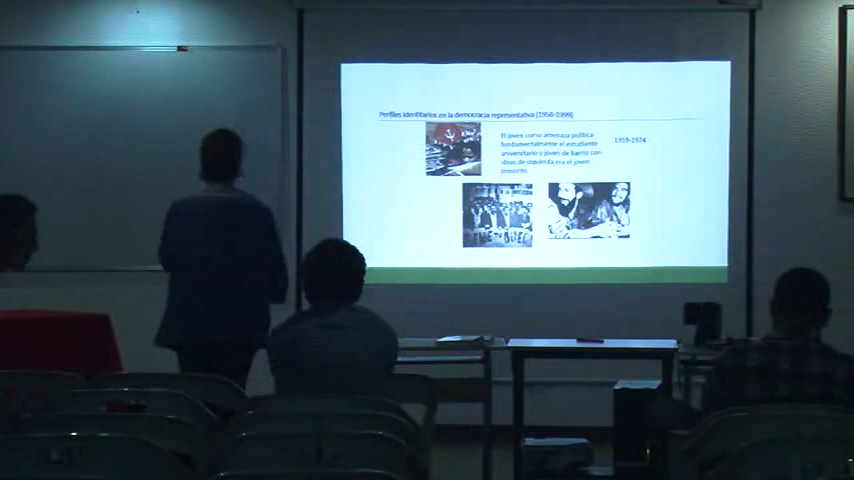 Perfiles identitarios en la democracia representativa (1958-1999)
El joven como amenaza política
fundamentalmente el estudiante
universitario y joven de barrio con
ideas de izquierda era el joven
proscrito
1959-1974